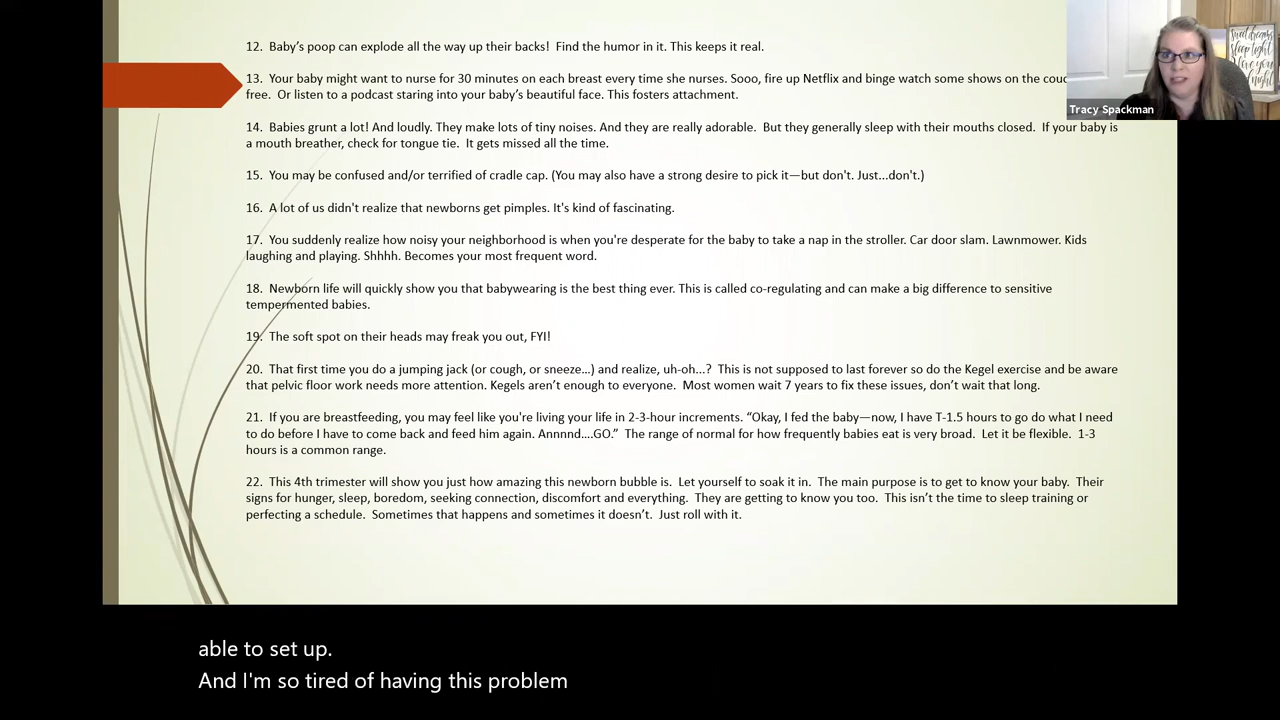 12.  Baby's poop can explode all the way up their backs!  Find the humor in it. This keeps it real.
13.  Your baby might want to nurse for 30 minutes on each breast every time she nurses. Sooo, fire up Netflix and binge watch some shows on the
free.  Or listen to a podcast staring into your baby's beautiful face. This fosters attachment.
14.  Babies grunt a lot! And loudly. They make lots of tiny noises. And they are really adorable.  But they generally sleep with their mouths closed.  If your baby is
a mouth breather, check for tongue tie.  It gets missed all the time.
15.  You may be confused and/or terrified of cradle cap. (You may also have a strong desire to pick it—but don't. Just...don't.)
16.  A lot of us didn't realize that newborns get pimples. It's kind of fascinating.
17.  You suddenly realize how noisy your neighborhood is when you're desperate for the baby to take a nap in the stroller. Car door slam. Lawnmower. Kids
laughing and playing. Shhhh. Becomes your most frequent word.
18.  Newborn life will quickly show you that babywearing is the best thing ever. This is called co-regulating and can make a big difference to sensitive
tempermented babies.
19.  The soft spot on their heads may freak you out, FYI!
20.  That first time you do a jumping jack (or cough, or sneeze…) and realize, uh-oh...?  This is not supposed to last forever so do the Kegel exercise and be aware
that pelvic floor work needs more attention. Kegels aren't enough to everyone.  Most women wait 7 years to fix these issues, don't wait that long.
21.  If you are breastfeeding, you may feel like you're living your life in 2-3-hour increments. "Okay, I fed the baby—now, I have T-1.5 hours to go do what I need
to do before I have to come back and feed him again. Annnnd….GO."  The range of normal for how frequently babies eat is very broad.  Let it be flexible.  1-3
hours is a common range.
22.  This 4th trimester will show you just how amazing this newborn bubble is.  Let yourself to soak it in.  The main purpose is to get to know your baby.  Their
signs for hunger, sleep, boredom, seeking connection, discomfort and everything.  They are getting to know you too.  This isn't the time to sleep training or
perfecting a schedule.  Sometimes that happens and sometimes it doesn't.  Just roll with it.
sweet dreams
sleep tight
love you
Tracy Spackman
able to set up.
And I'm so tired of having this problem